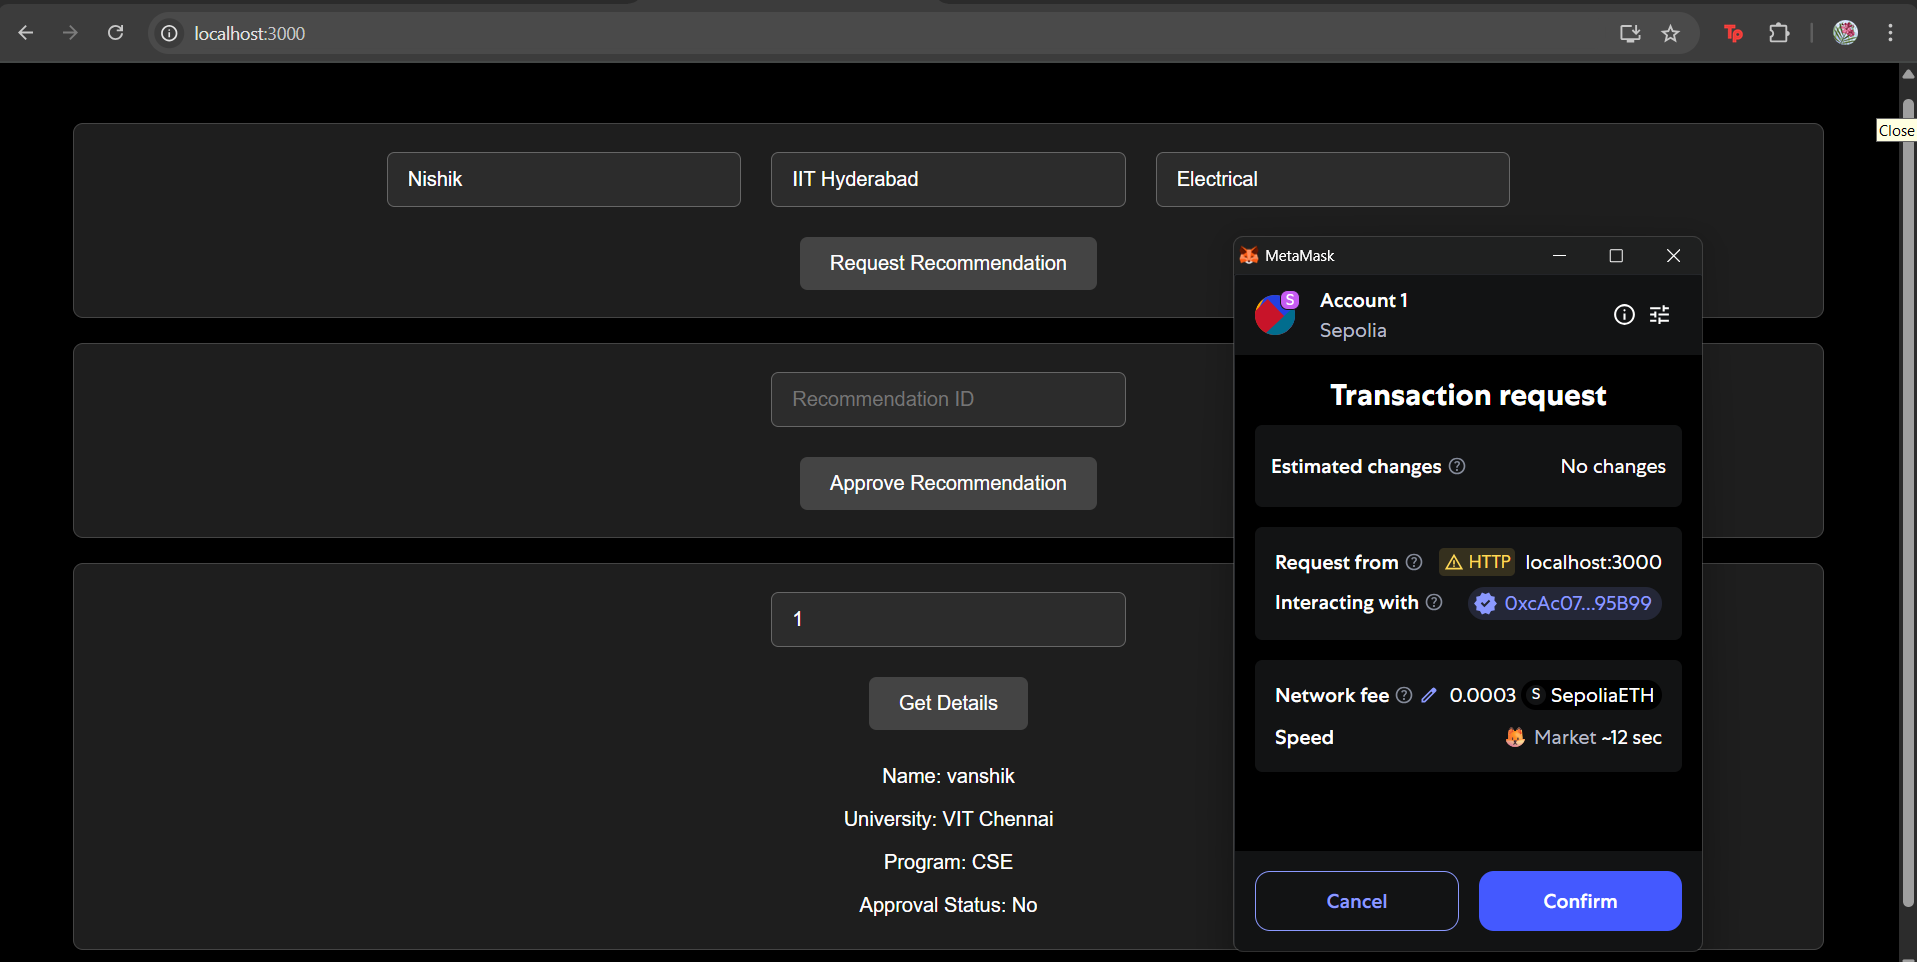 localhost:3000
Tp
Close
Nishik
IIT Hyderabad
Electrical
Request Recommendation
Recommendation ID
Approve Recommendation
1
Get Details
Name: vanshik
University: VIT Chennai
Program: CSE
Approval Status: No
MetaMask
S
Account 1
Sepolia
Transaction request
Estimated changes ? No changes
Request from ? HTTP localhost:3000
Interacting with ? 0xcAc07...95B99
Network fee ? 0.0003 S SepoliaETH
Speed Market ~12 sec
Cancel
Confirm